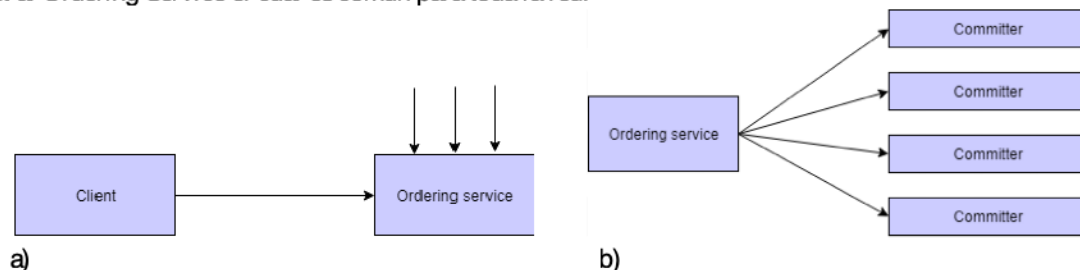 Committer
Committer
Ordering service
Committer
Client
Ordering service
Committer
a)
b)